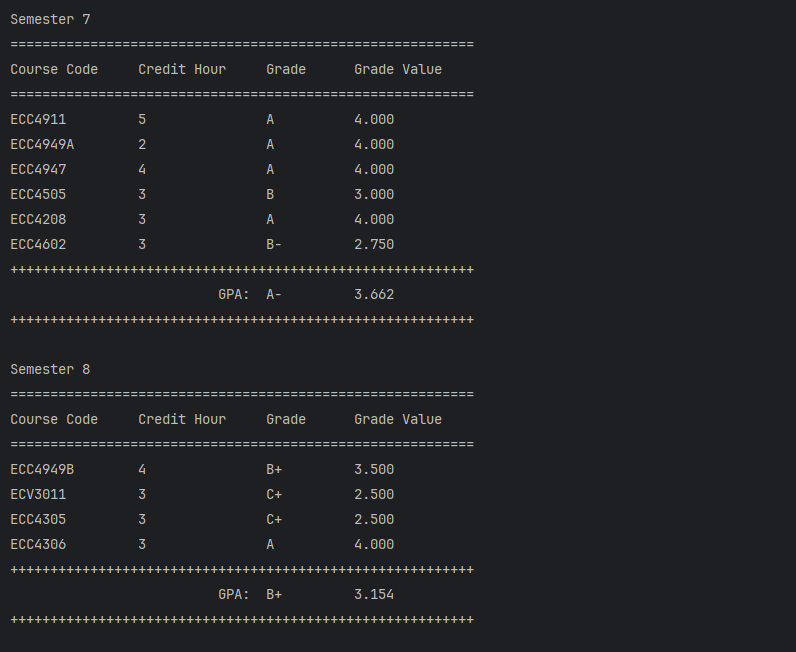 Semester 7
==========================================================
Course Code     Credit Hour     Grade      Grade Value
==========================================================
ECC4911         5               A          4.000
ECC4949A        2               A          4.000
ECC4947         4               A          4.000
ECC4505         3               B          3.000
ECC4208         3               A          4.000
ECC4602         3               B-         2.750
++++++++++++++++++++++++++++++++++++++++++++++++++++++++++
                          GPA:  A-         3.662
++++++++++++++++++++++++++++++++++++++++++++++++++++++++++

Semester 8
==========================================================
Course Code     Credit Hour     Grade      Grade Value
==========================================================
ECC4949B        4               B+         3.500
ECV3011         3               C+         2.500
ECC4305         3               C+         2.500
ECC4306         3               A          4.000
++++++++++++++++++++++++++++++++++++++++++++++++++++++++++
                          GPA:  B+         3.154
++++++++++++++++++++++++++++++++++++++++++++++++++++++++++